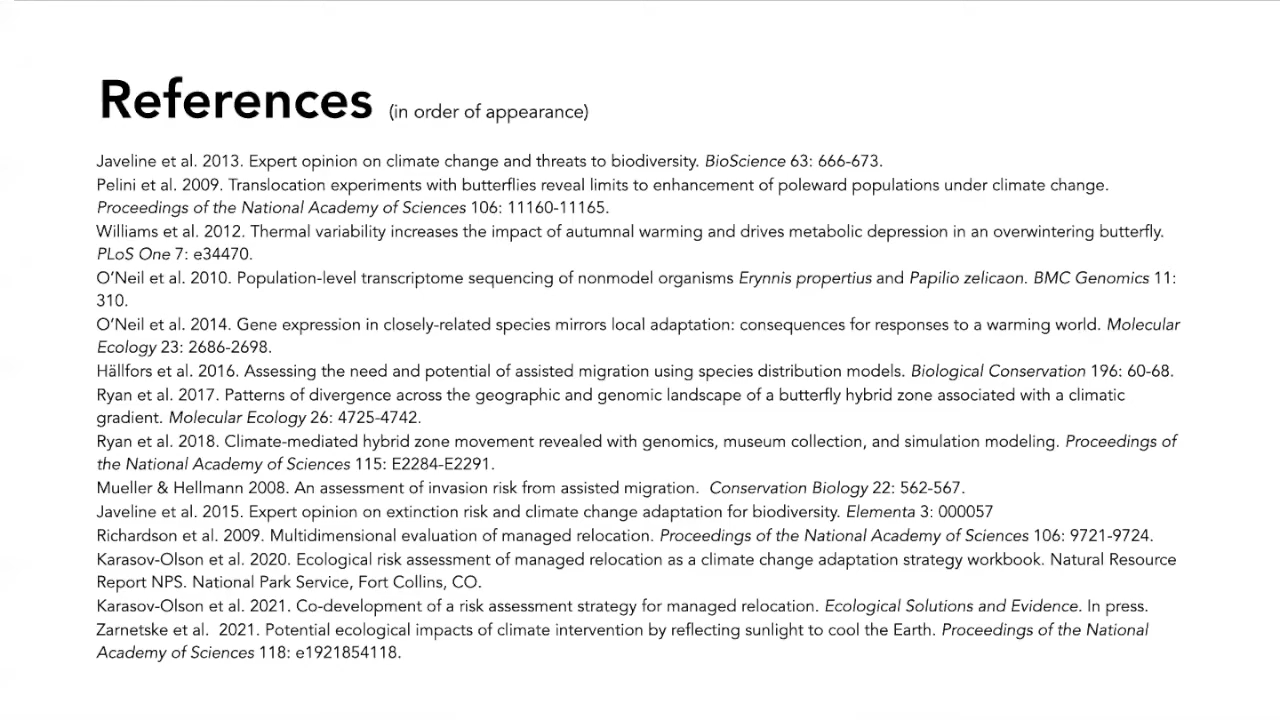 References (in order of appearance)
Javeline et al. 2013. Expert opinion on climate change and threats to biodiversity. BioScience 63: 666-673.
Pelini et al. 2009. Translocation experiments with butterflies reveal limits to enhancement of poleward populations under climate change.
Proceedings of the National Academy of Sciences 106: 11160-11165.
Williams et al. 2012. Thermal variability increases the impact of autumnal warming and drives metabolic depression in an overwintering butterfly.
PLoS One 7: e34470.
O’Neil et al. 2010. Population-level transcriptome sequencing of nonmodel organisms Erynnis propertius and Papilio zelicaon. BMC Genomics 11:
310.
O’Neil et al. 2014. Gene expression in closely-related species mirrors local adaptation: consequences for responses to a warming world. Molecular
Ecology 23: 2686-2698.
Hällfors et al. 2016. Assessing the need and potential of assisted migration using species distribution models. Biological Conservation 196: 60-68.
Ryan et al. 2017. Patterns of divergence across the geographic and genomic landscape of a butterfly hybrid zone associated with a climatic
gradient. Molecular Ecology 26: 4725-4742.
Ryan et al. 2018. Climate-mediated hybrid zone movement revealed with genomics, museum collection, and simulation modeling. Proceedings of
the National Academy of Sciences 115: E2284-E2291.
Mueller & Hellmann 2008. An assessment of invasion risk from assisted migration.  Conservation Biology 22: 562-567.
Javeline et al. 2015. Expert opinion on extinction risk and climate change adaptation for biodiversity. Elementa 3: 000057
Richardson et al. 2009. Multidimensional evaluation of managed relocation. Proceedings of the National Academy of Sciences 106: 9721-9724.
Karasov-Olson et al. 2020. Ecological risk assessment of managed relocation as a climate change adaptation strategy workbook. Natural Resource
Report NPS. National Park Service, Fort Collins, CO.
Karasov-Olson et al. 2021. Co-development of a risk assessment strategy for managed relocation. Ecological Solutions and Evidence. In press.
Zarnetske et al.  2021. Potential ecological impacts of climate intervention by reflecting sunlight to cool the Earth. Proceedings of the National
Academy of Sciences 118: e1921854118.